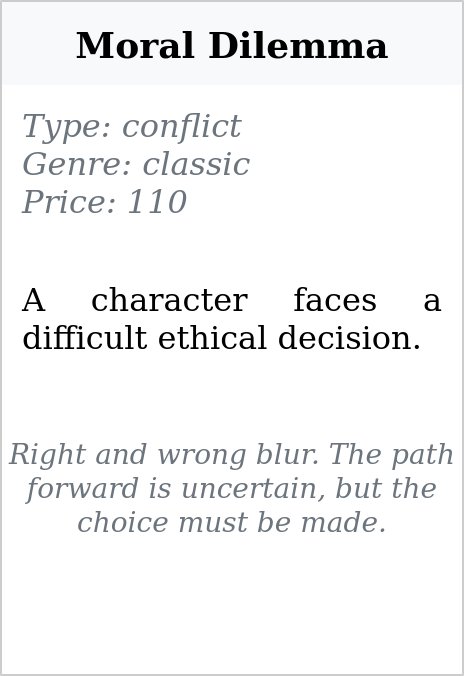 Moral Dilemma
Type: conflict
Genre: classic
Price: 110
A character faces a
difficult ethical decision.
Right and wrong blur. The path
forward is uncertain, but the
choice must be made.